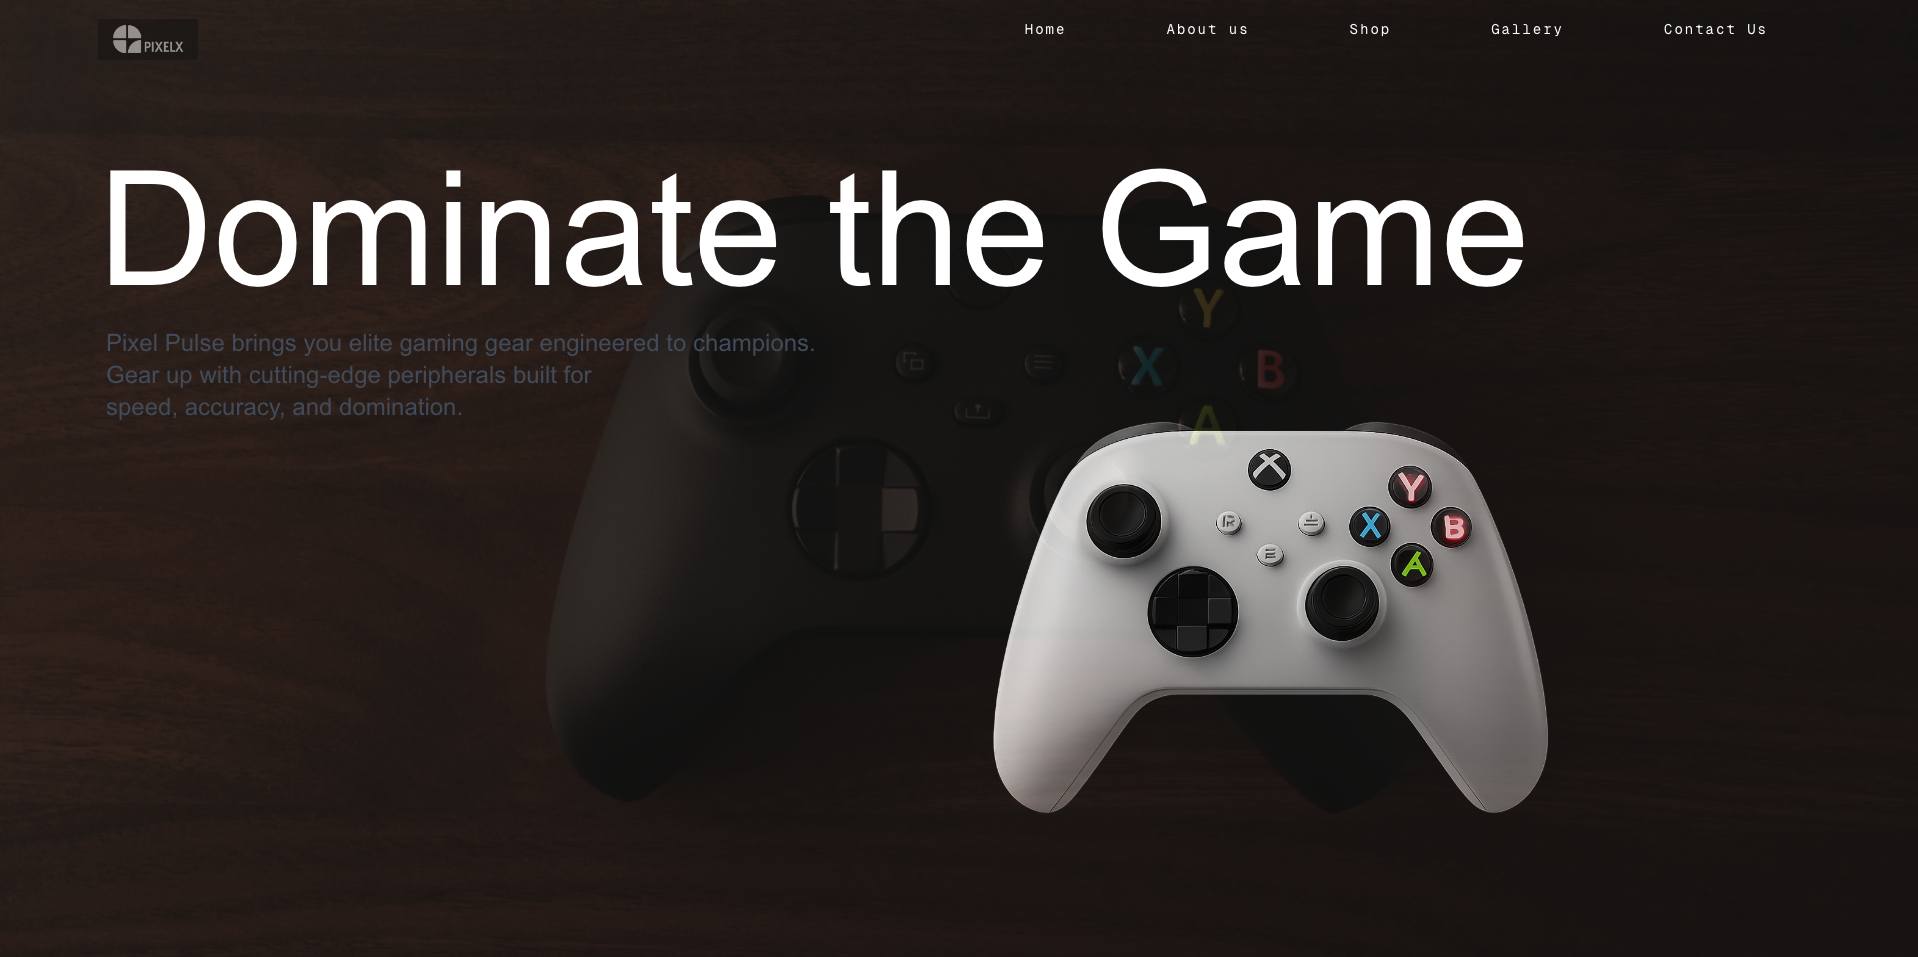 PIXELX
Home About us Shop Gallery Contact Us
Dominate the Game
Pixel Pulse brings you elite gaming gear engineered to champions.
Gear up with cutting-edge peripherals built for
speed, accuracy, and domination.
Y
X B
A
X
Y
X B
A